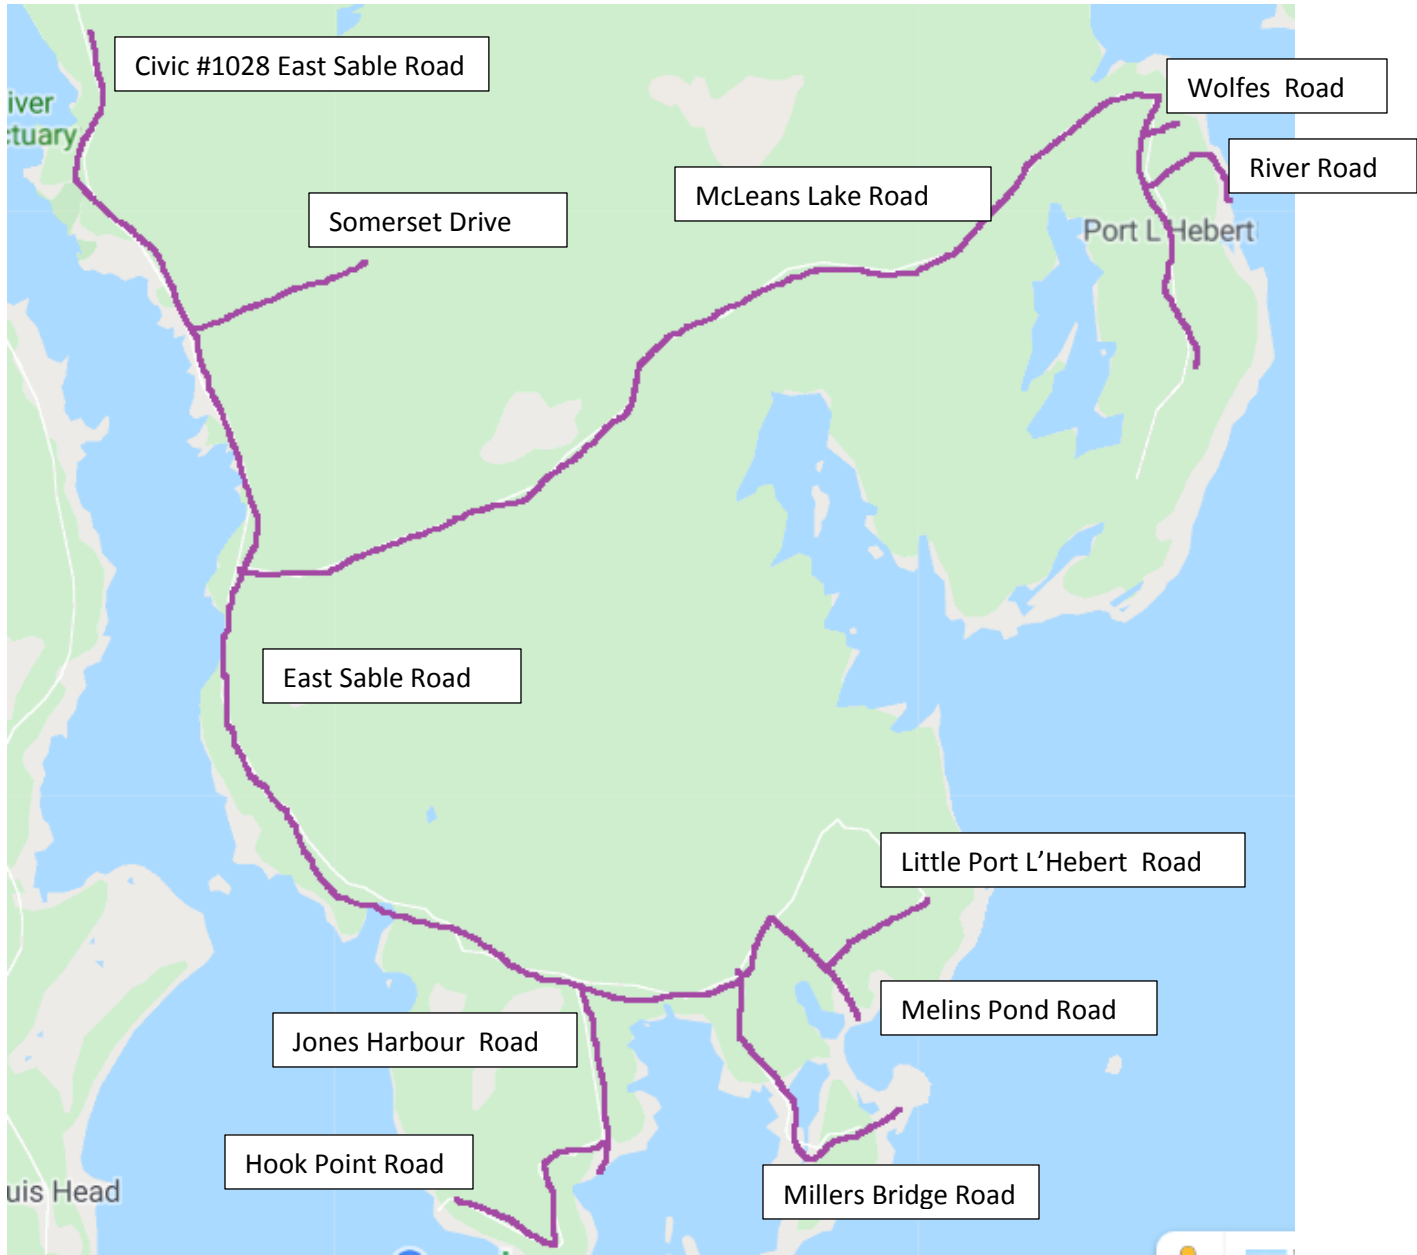 Civic #1028 East Sable Road
Wolfes Road
iver
ctuary
River Road
McLeans Lake Road
Somerset Drive
Port L Hebert
East Sable Road
Little Port L’Hebert Road
Melins Pond Road
Jones Harbour Road
Hook Point Road
Millers Bridge Road
uis Head